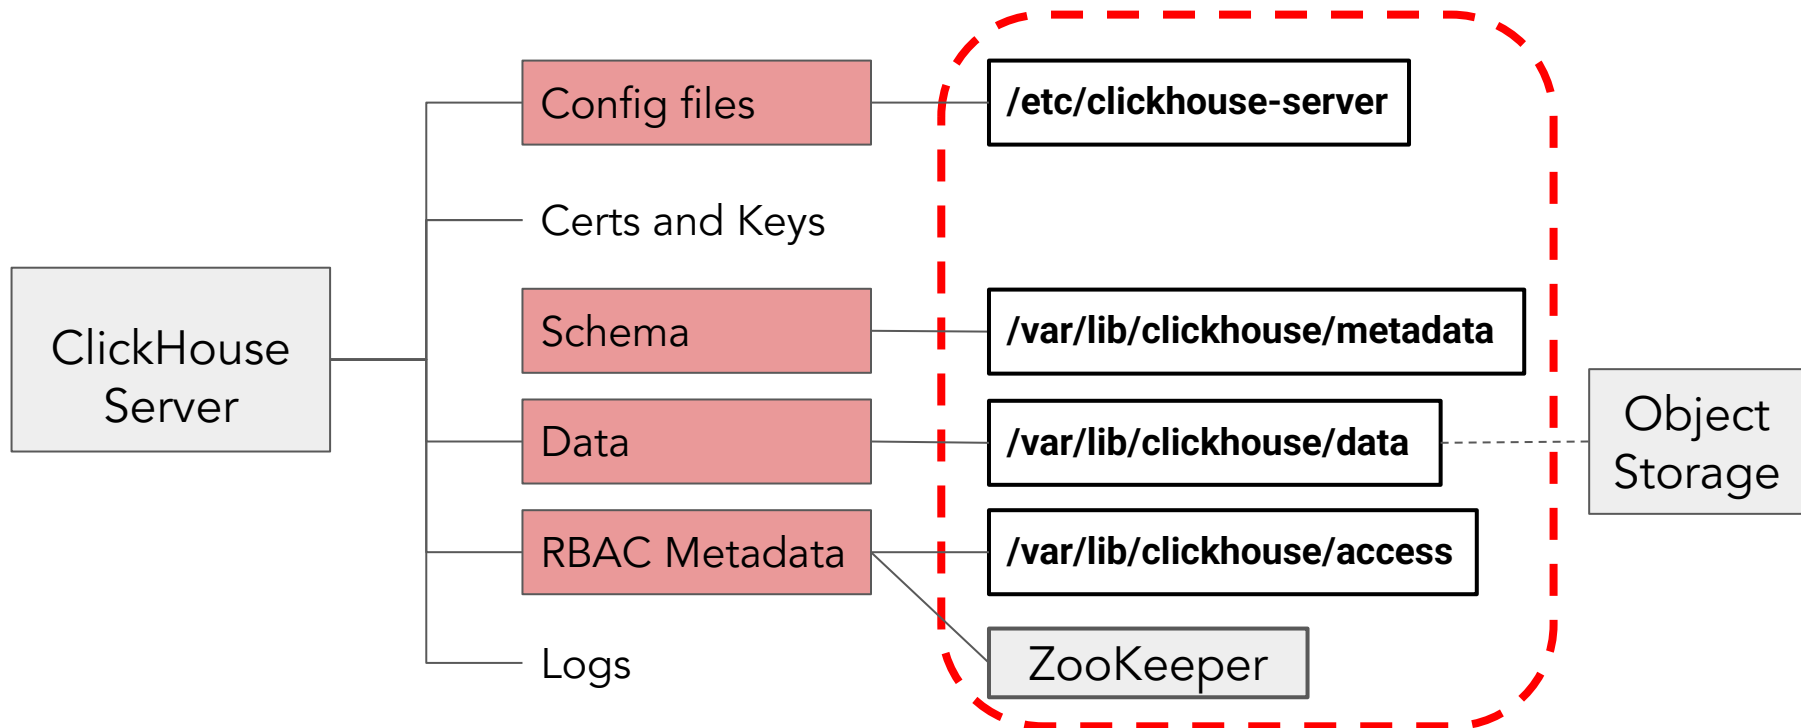 ClickHouse
Server
Config files
/etc/clickhouse-server
Certs and Keys
Schema
/var/lib/clickhouse/metadata
Data
/var/lib/clickhouse/data
Object
Storage
RBAC Metadata
/var/lib/clickhouse/access
Logs
ZooKeeper